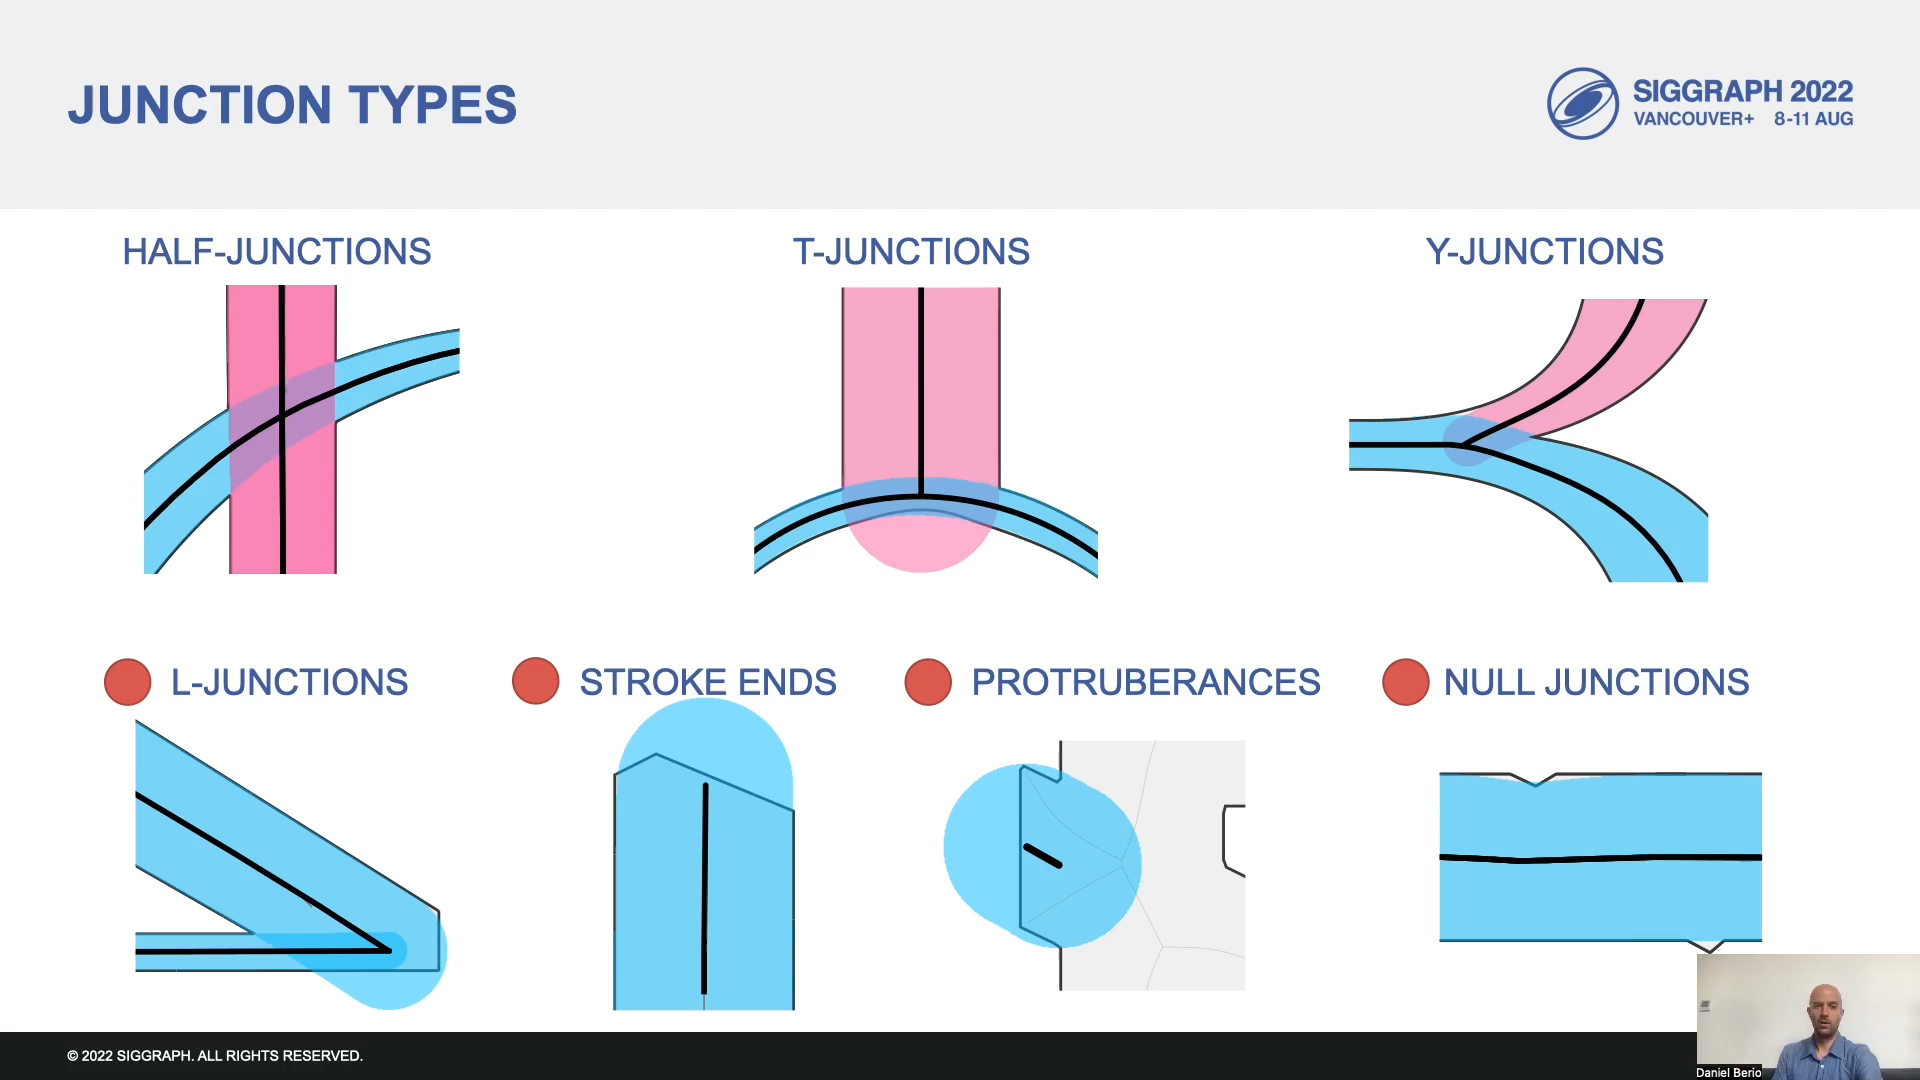 JUNCTION TYPES
SIGGRAPH 2022
VANCOUVER+ 8-11 AUG
HALF-JUNCTIONS
T-JUNCTIONS
Y-JUNCTIONS
L-JUNCTIONS
STROKE ENDS
PROTRUBERANCES
NULL JUNCTIONS
© 2022 SIGGRAPH. ALL RIGHTS RESERVED.
Daniel Berio